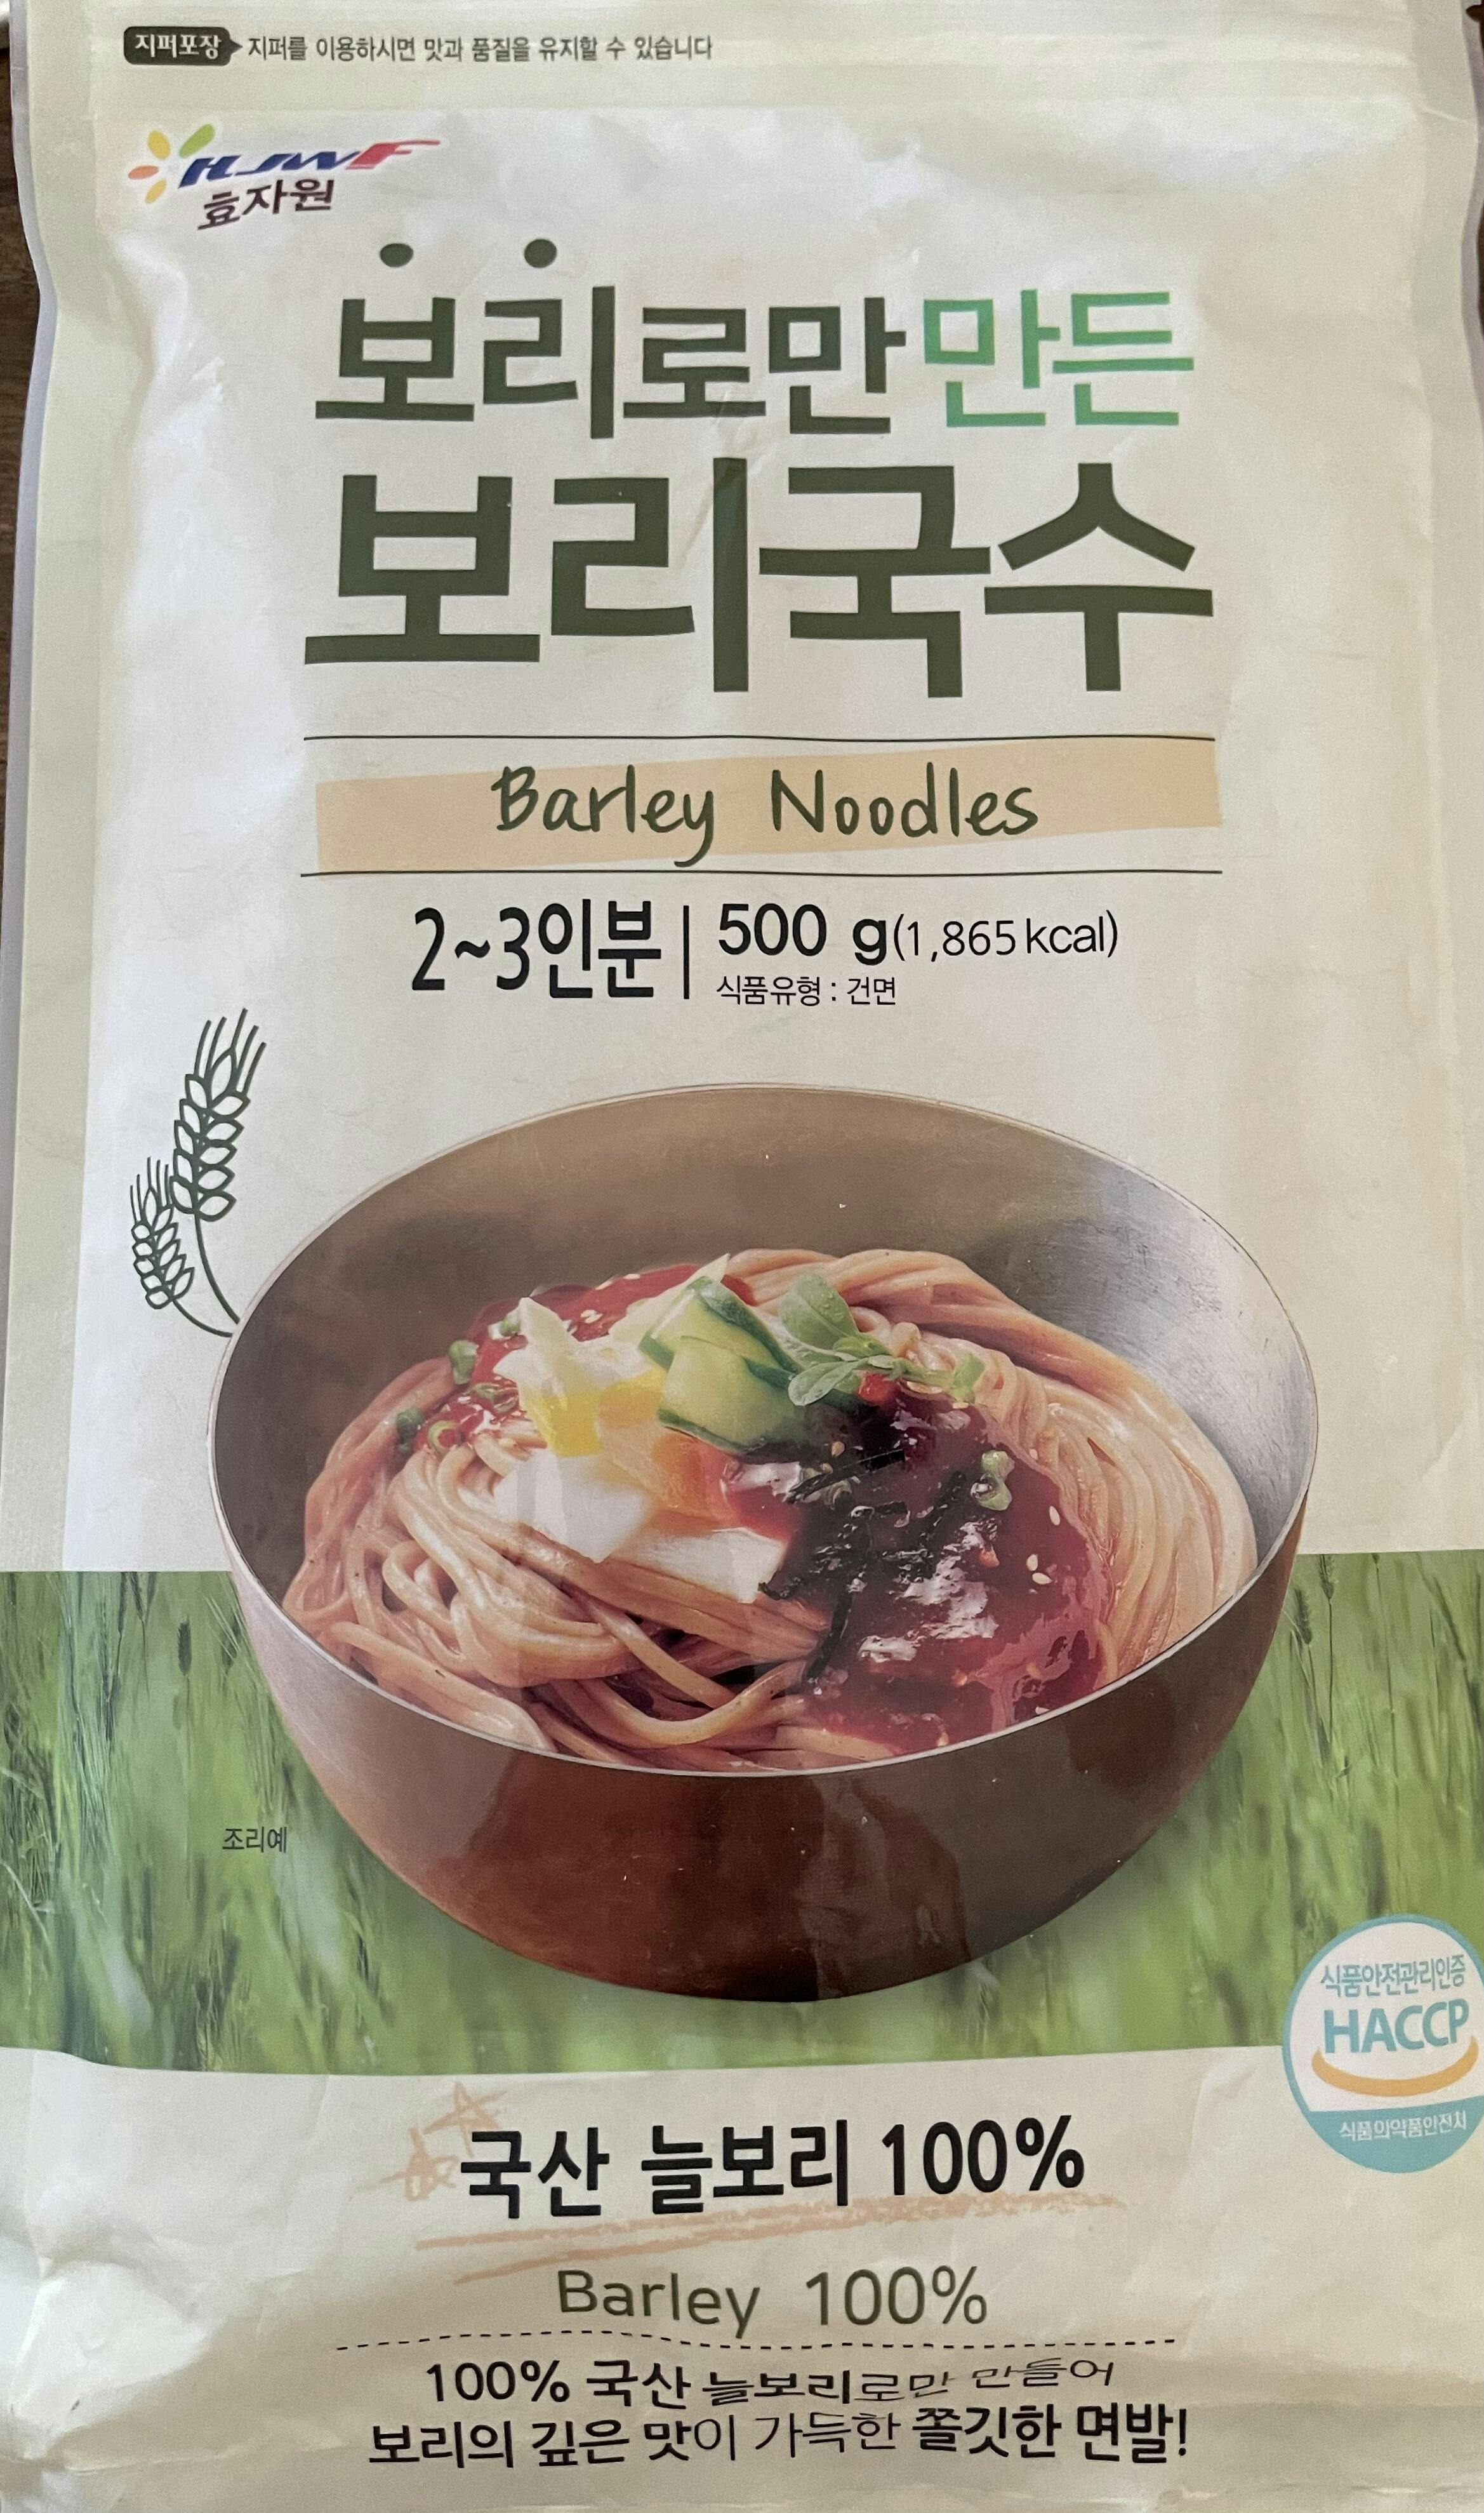 지퍼포장 지퍼를 이용하시면 맛과 품질을 유지할 수 있습니다
HJWF
효자원
보리로만 만든
보리국수
Barley Noodles
2~3인분 | 500 g(1,865kcal)
식품유형 : 건면
조리예
식품안전관리인증
HACCP
식품의약품안전처
국산 늘보리 100%
Barley 100%
100% 국산 늘보리로만 만들어
보리의 깊은 맛이 가득한 쫄깃한 면발!